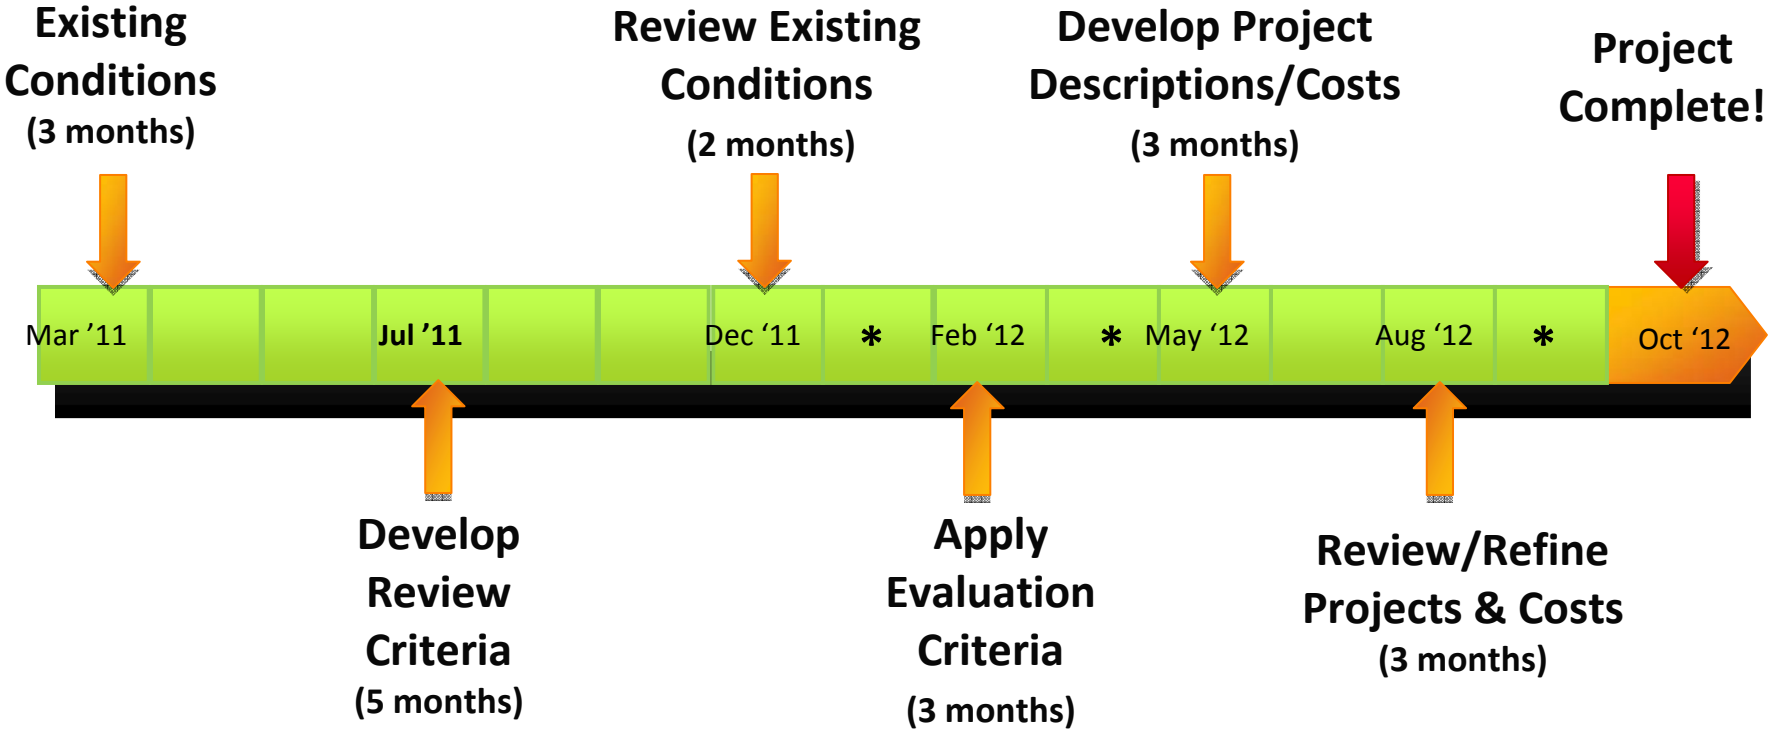 Existing
Conditions
(3 months)
Review Existing
Conditions
(2 months)
Develop Project
Descriptions/Costs
(3 months)
Project
Complete!
Mar ’11
Jul ’11
Dec ‘11
*
Feb ‘12
*
May ‘12
Aug ‘12
*
Oct ‘12
Develop
Review
Criteria
(5 months)
Apply
Evaluation
Criteria
(3 months)
Review/Refine
Projects & Costs
(3 months)